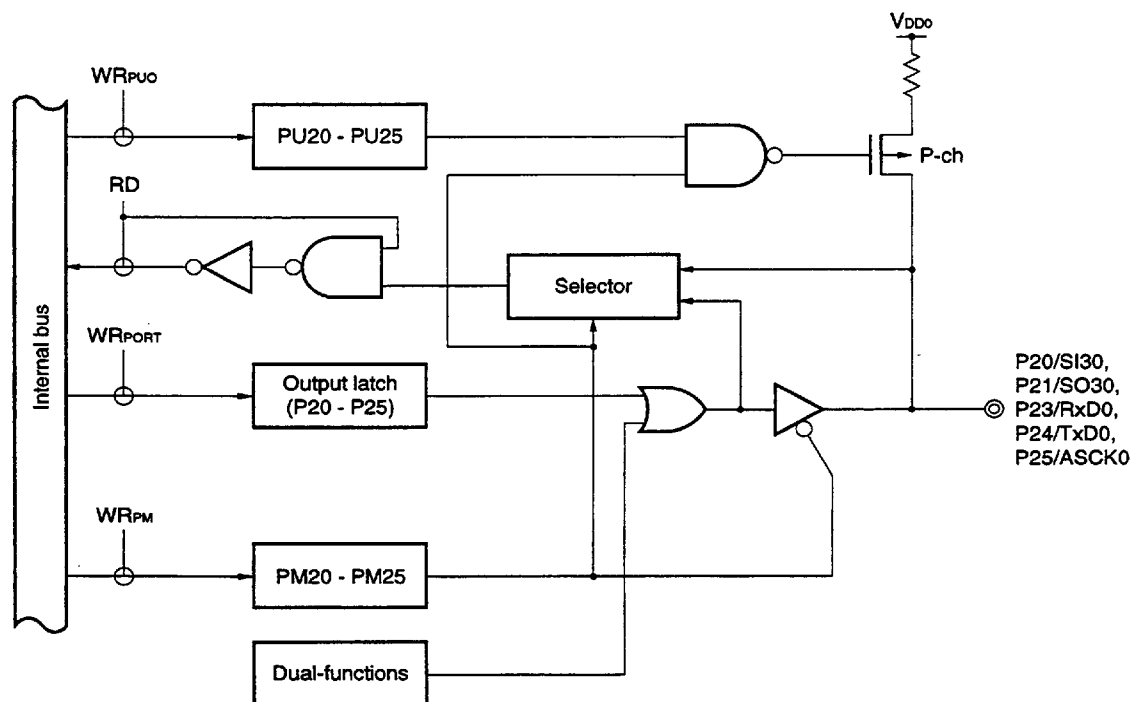 VDD0
WRPUO
PU20 - PU25
P-ch
RD
Selector
Internal bus
WRPORT
Output latch
(P20 - P25)
P20/SI30,
P21/SO30,
P23/RxD0,
P24/TxD0,
P25/ASCK0
WRPM
PM20 - PM25
Dual-functions